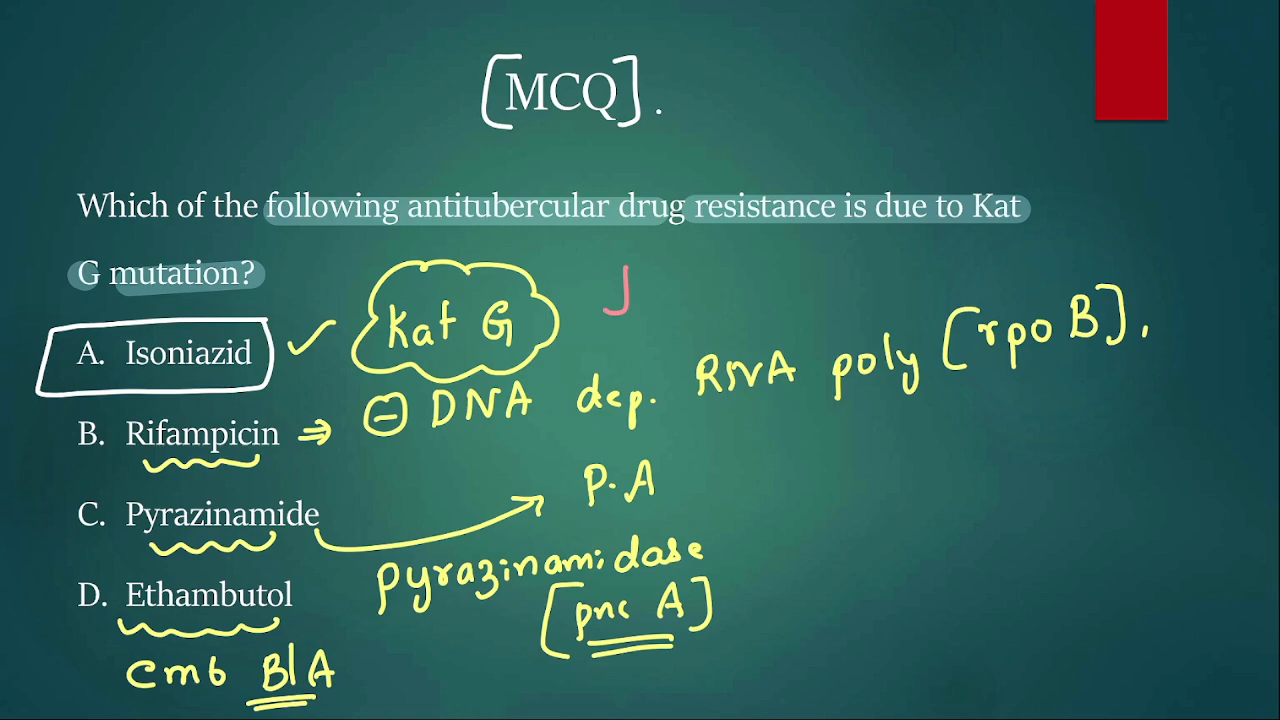 [MCQ].
Which of the following antitubercular drug resistance is due to Kat
G mutation?
A. Isoniazid
Kat G
J
B. Rifampicin ⇒ ⊖ DNA dep. RNA poly [rpo B].
C. Pyrazinamide
P.A
Pyrazinamidase
[pnc A]
D. Ethambutol
emb B/A